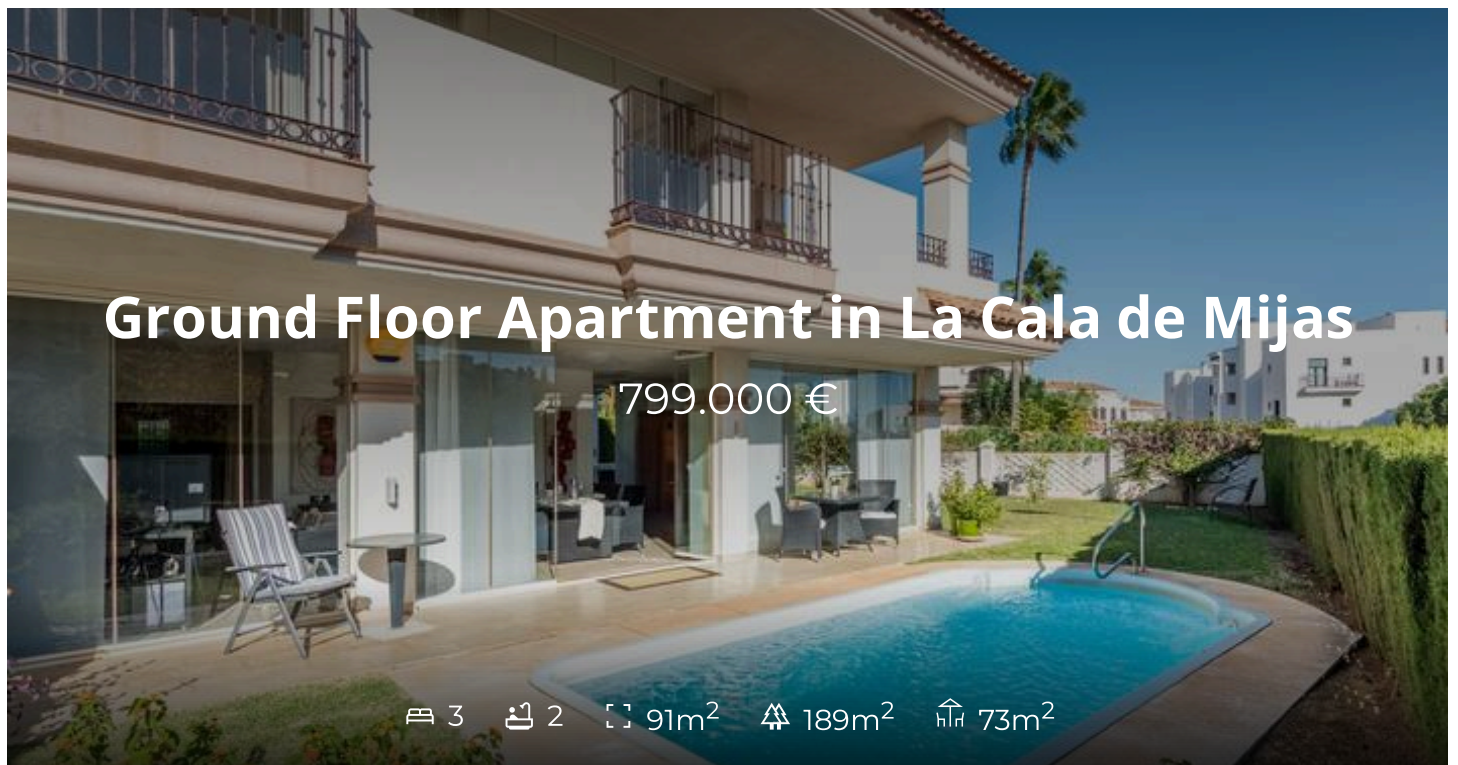 Ground Floor Apartment in La Cala de Mijas
799.000 €
3 2 91m² 189m² 73m²